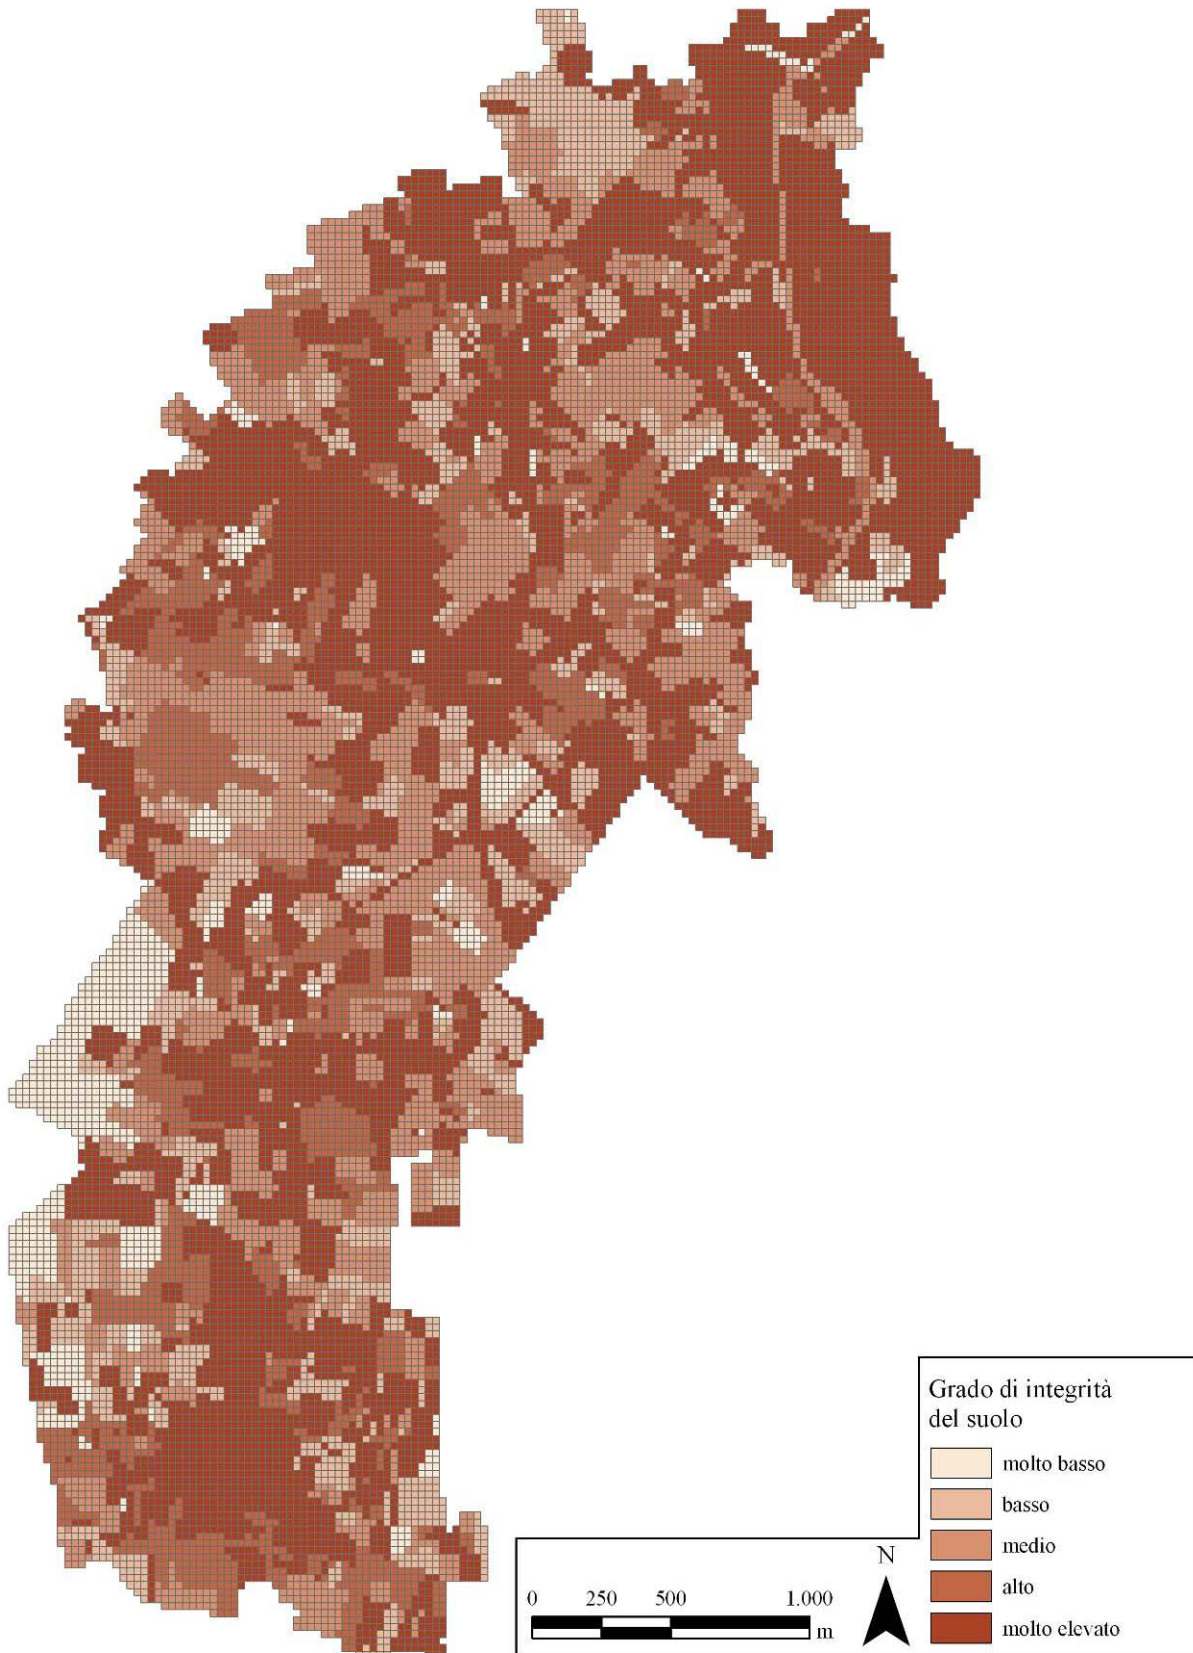 Grado di integrità
del suolo
molto basso
basso
medio
alto
molto elevato
N
0 250 500 1.000
m